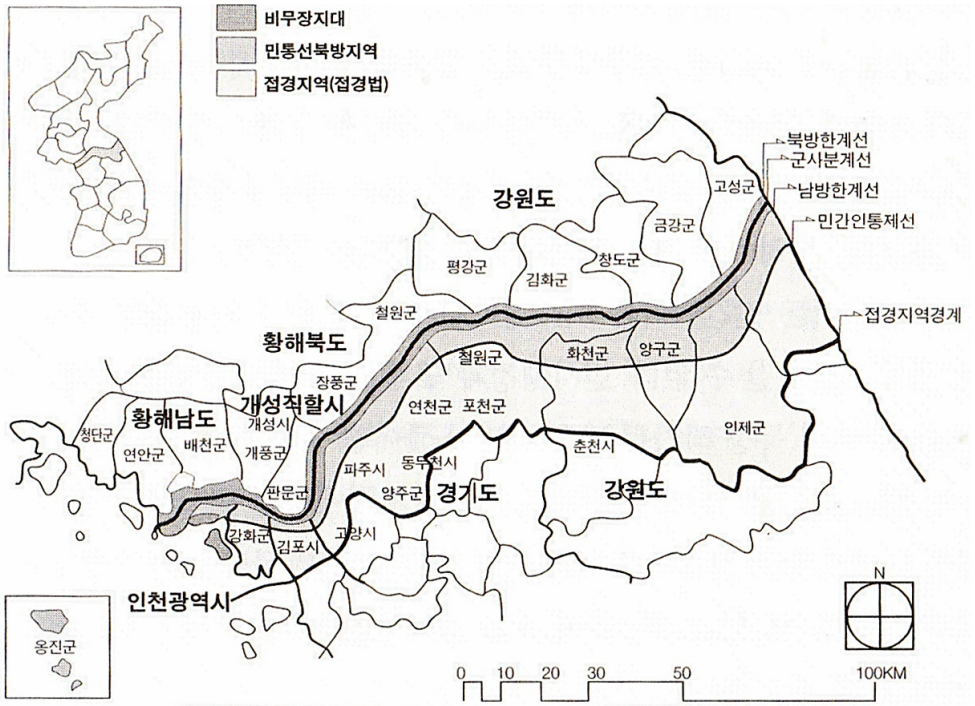 비무장지대
민통선북방지역
접경지역(접경법)
북방한계선
군사분계선
남방한계선
민간인통제선
접경지역경계
강원도
고성군
금강군
창도군
평강군
김화군
철원군
황해북도
장풍군
개성직할시
개성시
황해남도
청단군
연안군
배천군
개풍군
판문군
철원군
화천군
양구군
연천군
포천군
인제군
춘천시
파주시
동두천시
양주군
경기도
강원도
강화군
김포시
고양시
인천광역시
옹진군
N
0 10 20 30 50 100KM